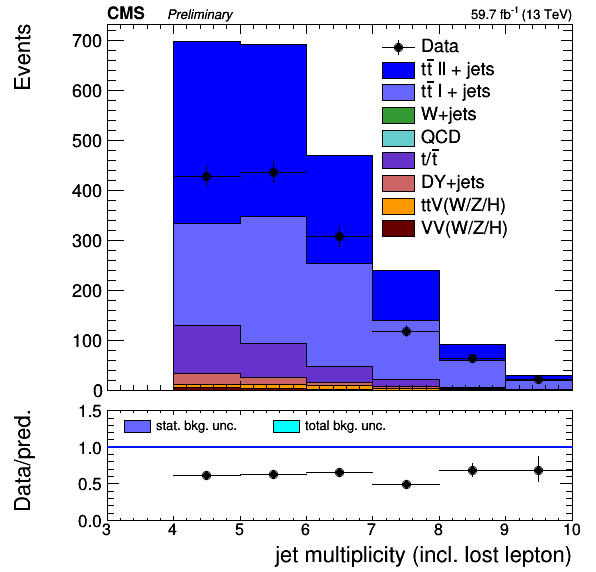 CMS Preliminary 59.7 fb⁻¹ (13 TeV)
Events
700
600
500
400
300
200
100
0
Data
tt̄ ll + jets
tt̄ l + jets
W+jets
QCD
t/t̄
DY+jets
ttV(W/Z/H)
VV(W/Z/H)
Data/pred.
1.5
1.0
0.5
0.0
stat. bkg. unc. total bkg. unc.
3 4 5 6 7 8 9 10
jet multiplicity (incl. lost lepton)